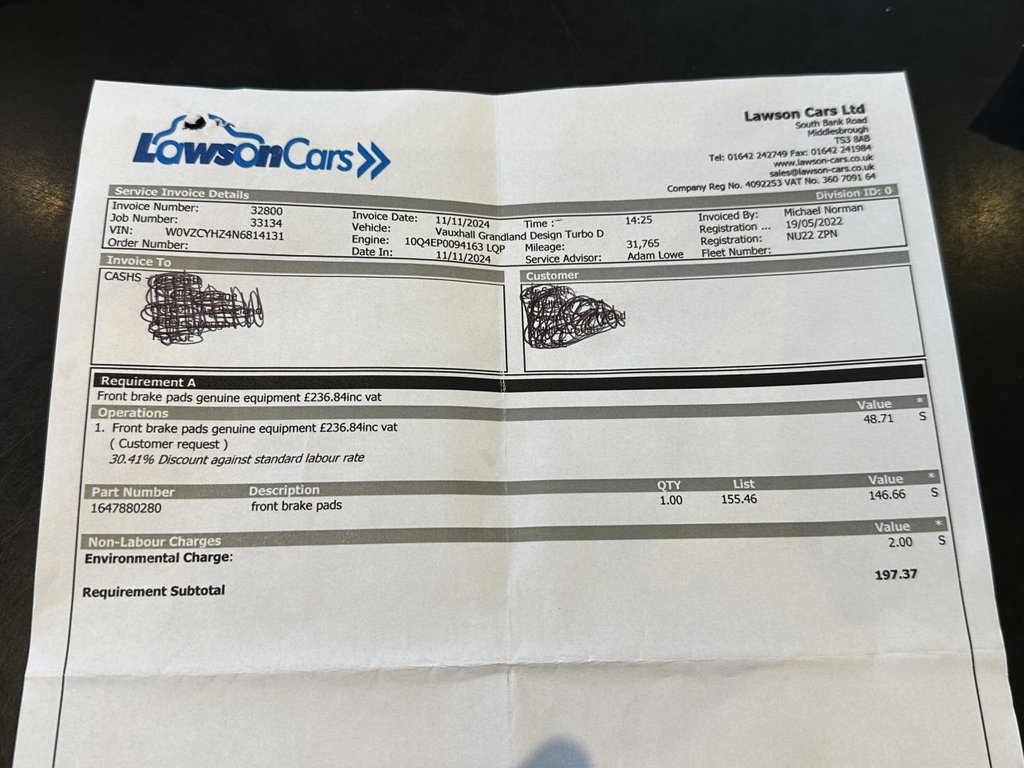 LawsonCars
Lawson Cars Ltd
South Bank Road
Middlesbrough
TS3 8AB
Tel: 01642 242749 Fax: 01642 241984
www.lawson-cars.co.uk
sales@lawson-cars.co.uk
Company Reg No. 4092253 VAT No. 360 7091 64
Service Invoice Details Division ID: 0
Invoice Number: 32800 Invoice Date: 11/11/2024 Time : 14:25 Invoiced By: Michael Norman
Job Number: 33134 Vehicle: Vauxhall Grandland Design Turbo D Registration ... 19/05/2022
VIN: W0VZCYHZ4N6814131 Engine: 10Q4EP0094163 LQP Mileage: 31,765 Registration: NU22 ZPN
Order Number: Date In: 11/11/2024 Service Advisor: Adam Lowe Fleet Number:
Invoice To Customer
CASHS
Requirement A
Front brake pads genuine equipment £236.84inc vat
Operations Value *
1. Front brake pads genuine equipment £236.84inc vat 48.71 S
( Customer request )
30.41% Discount against standard labour rate
Part Number Description QTY List Value *
1647880280 front brake pads 1.00 155.46 146.66 S
Non-Labour Charges Value *
Environmental Charge: 2.00 S
Requirement Subtotal 197.37